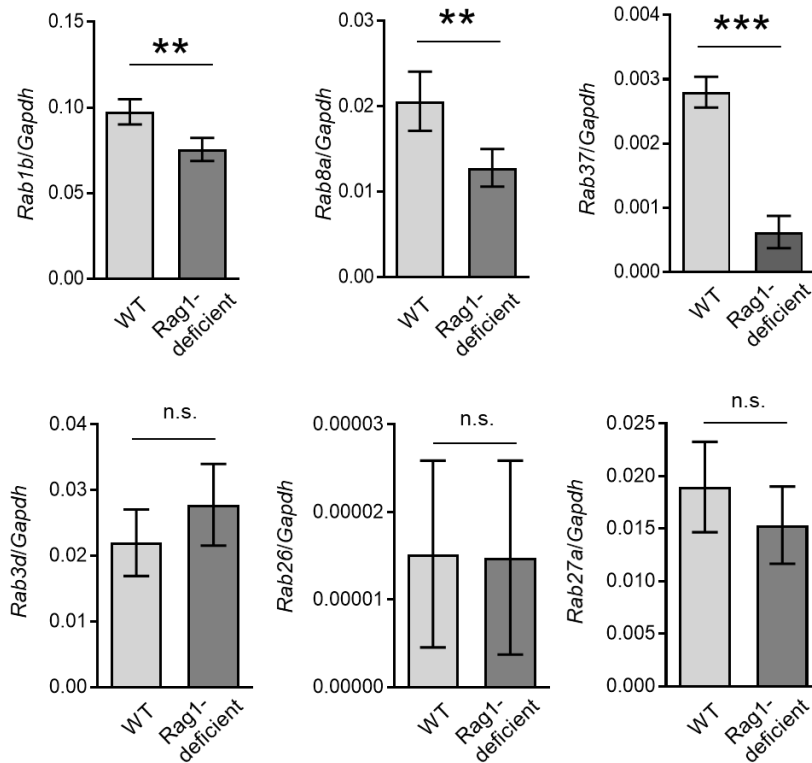 Rab1b/Gapdh
0.15
0.10
0.05
0.00
**
WT
Rag1-
deficient
Rab8a/Gapdh
0.03
0.02
0.01
0.00
**
WT
Rag1-
deficient
Rab37/Gapdh
0.004
0.003
0.002
0.001
0.000
***
WT
Rag1-
deficient
Rab3d/Gapdh
0.04
0.03
0.02
0.01
0.00
n.s.
WT
Rag1-
deficient
Rab26/Gapdh
0.00003
0.00002
0.00001
0.00000
n.s.
WT
Rag1-
deficient
Rab27a/Gapdh
0.025
0.020
0.015
0.010
0.005
0.000
n.s.
WT
Rag1-
deficient